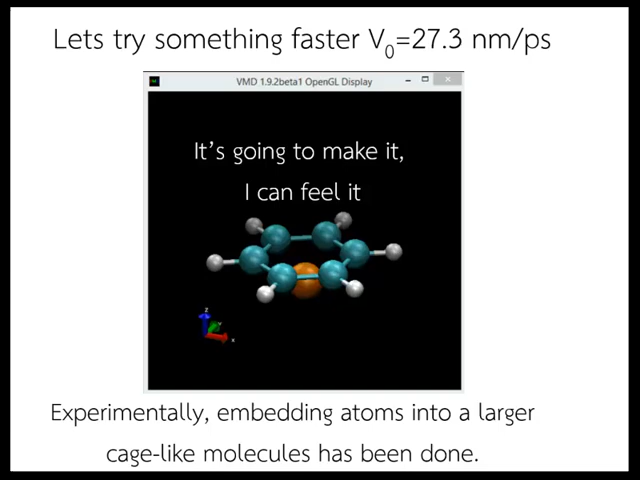 Lets try something faster V₀=27.3 nm/ps
VMD 1.9.2beta1 OpenGL Display
It's going to make it,
I can feel it
z
y
x
Experimentally, embedding atoms into a larger
cage-like molecules has been done.